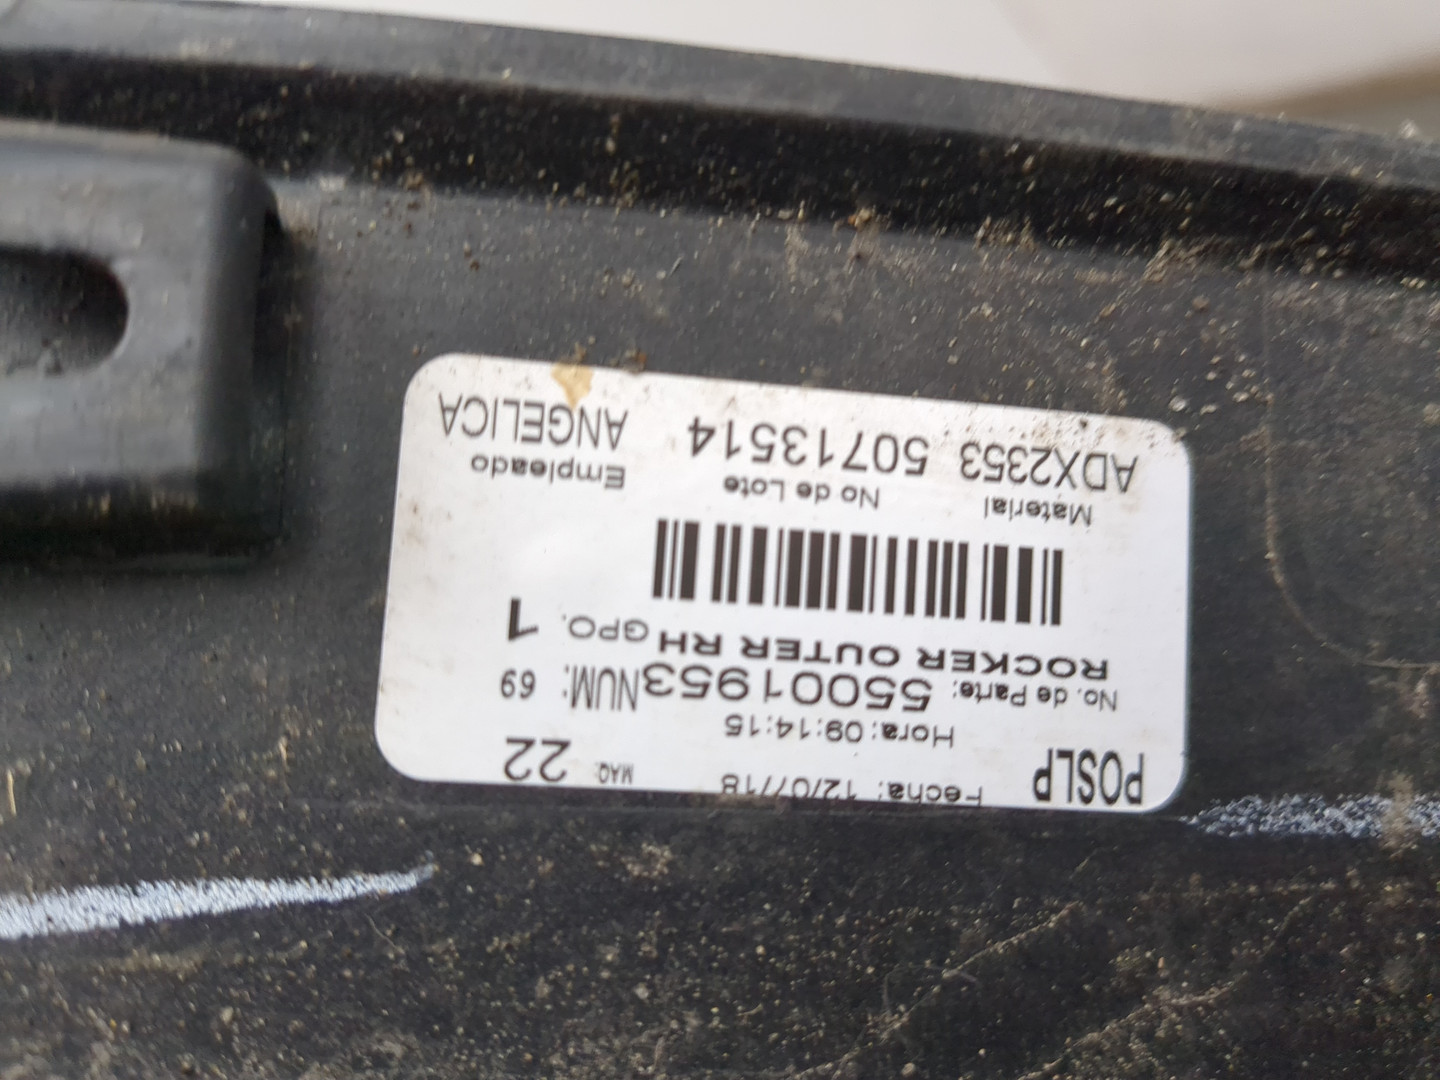 POSLP Fecha: 12/07/18 MAQ: 22
Hora: 09:14:15
No. de Parte: 55001953 NUM: 69
ROCKER OUTER RH GPO. 1
Material No de Lote Empleado
ADX2353 50713514 ANGELICA